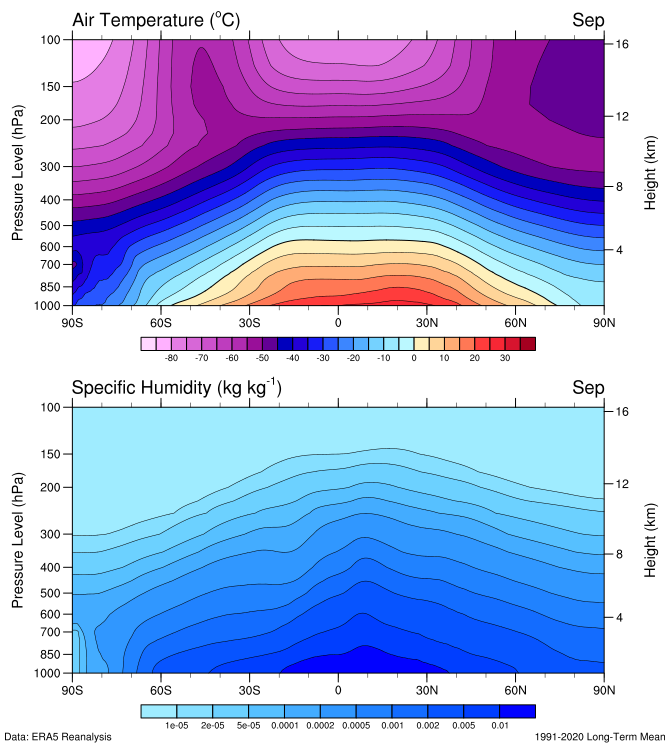 Air Temperature (°C) Sep
100
150
200
300
400
500
600
700
850
1000
Pressure Level (hPa)
16
12
8
4
Height (km)
90S 60S 30S 0 30N 60N 90N
-80 -70 -60 -50 -40 -30 -20 -10 0 10 20 30
Specific Humidity (kg kg⁻¹) Sep
100
150
200
300
400
500
600
700
850
1000
Pressure Level (hPa)
16
12
8
4
Height (km)
90S 60S 30S 0 30N 60N 90N
1e-05 2e-05 5e-05 0.0001 0.0002 0.0005 0.001 0.002 0.005 0.01
Data: ERA5 Reanalysis 1991-2020 Long-Term Mean